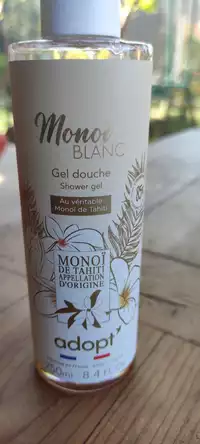 Monoï
BLANC
Gel douche
Shower gel
Au véritable
Monoï de Tahiti
MONOÏ
DE TAHITI
APPELLATION
D'ORIGINE
adopt'
250ml 8.4